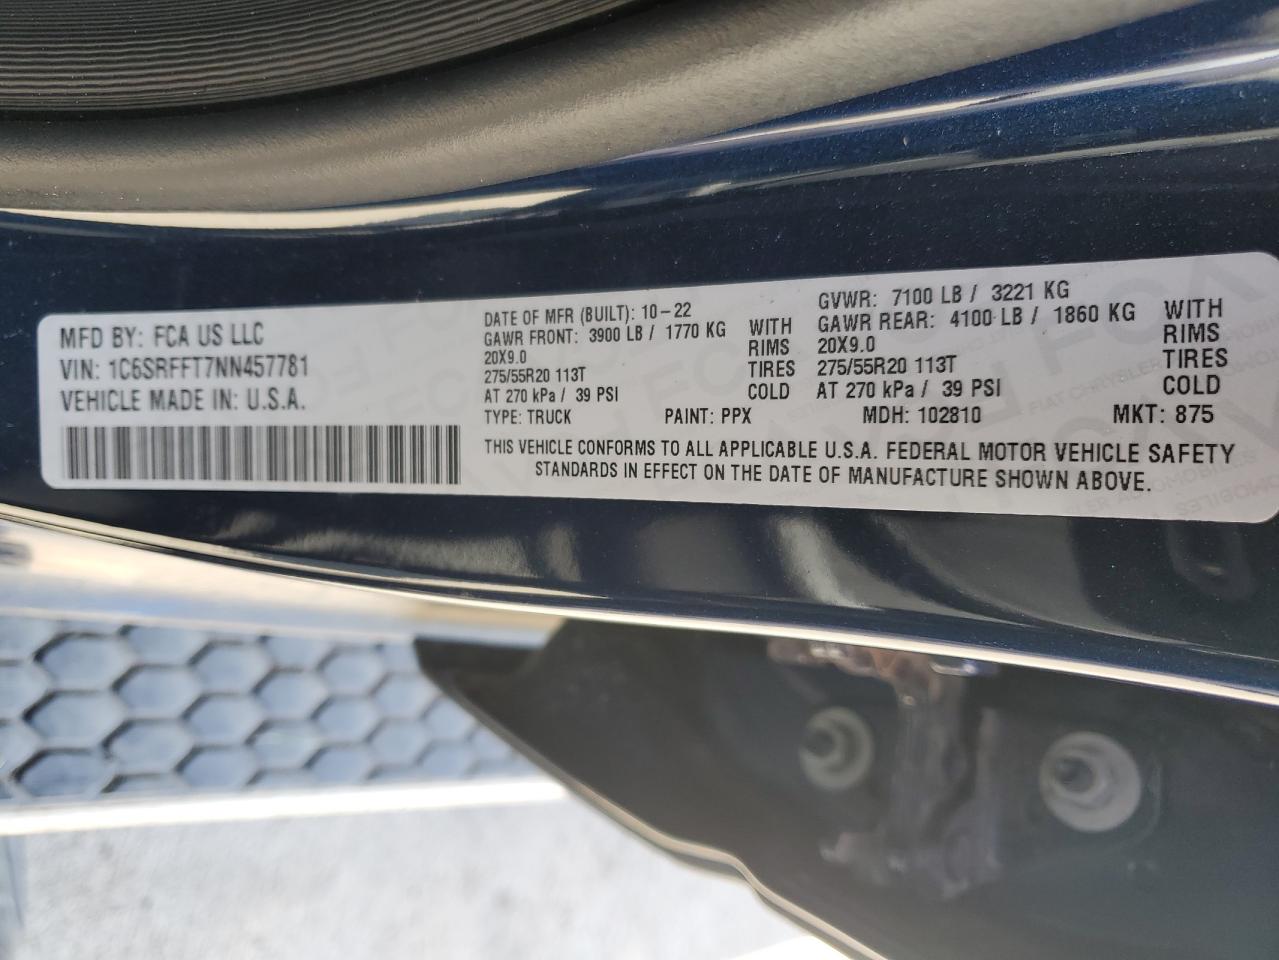 MFD BY: FCA US LLC
VIN: 1C6SRFFT7NN457781
VEHICLE MADE IN: U.S.A.
DATE OF MFR (BUILT): 10-22
GAWR FRONT: 3900 LB / 1770 KG WITH
20X9.0 RIMS
275/55R20 113T TIRES
AT 270 kPa / 39 PSI COLD
GVWR: 7100 LB / 3221 KG
GAWR REAR: 4100 LB / 1860 KG WITH
20X9.0 RIMS
275/55R20 113T TIRES
AT 270 kPa / 39 PSI COLD
TYPE: TRUCK PAINT: PPX MDH: 102810 MKT: 875
THIS VEHICLE CONFORMS TO ALL APPLICABLE U.S.A. FEDERAL MOTOR VEHICLE SAFETY
STANDARDS IN EFFECT ON THE DATE OF MANUFACTURE SHOWN ABOVE.